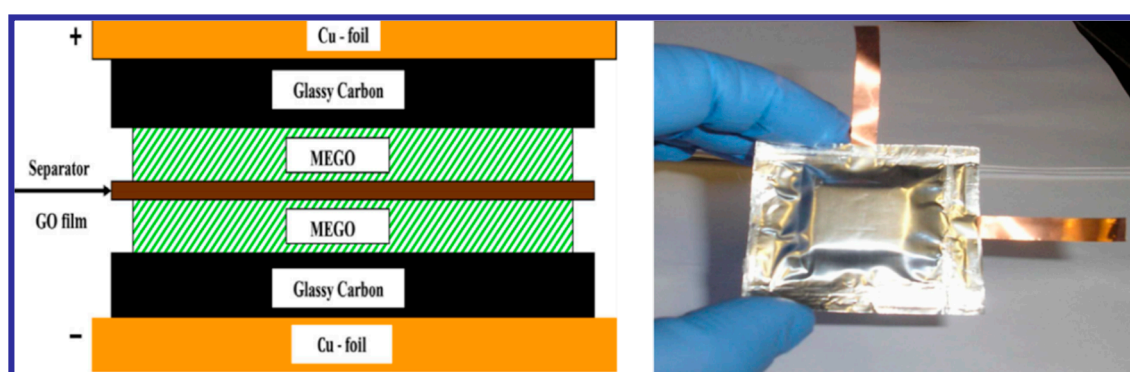 +
Cu - foil
Glassy Carbon
MEGO
Separator
GO film
MEGO
Glassy Carbon
−
Cu - foil